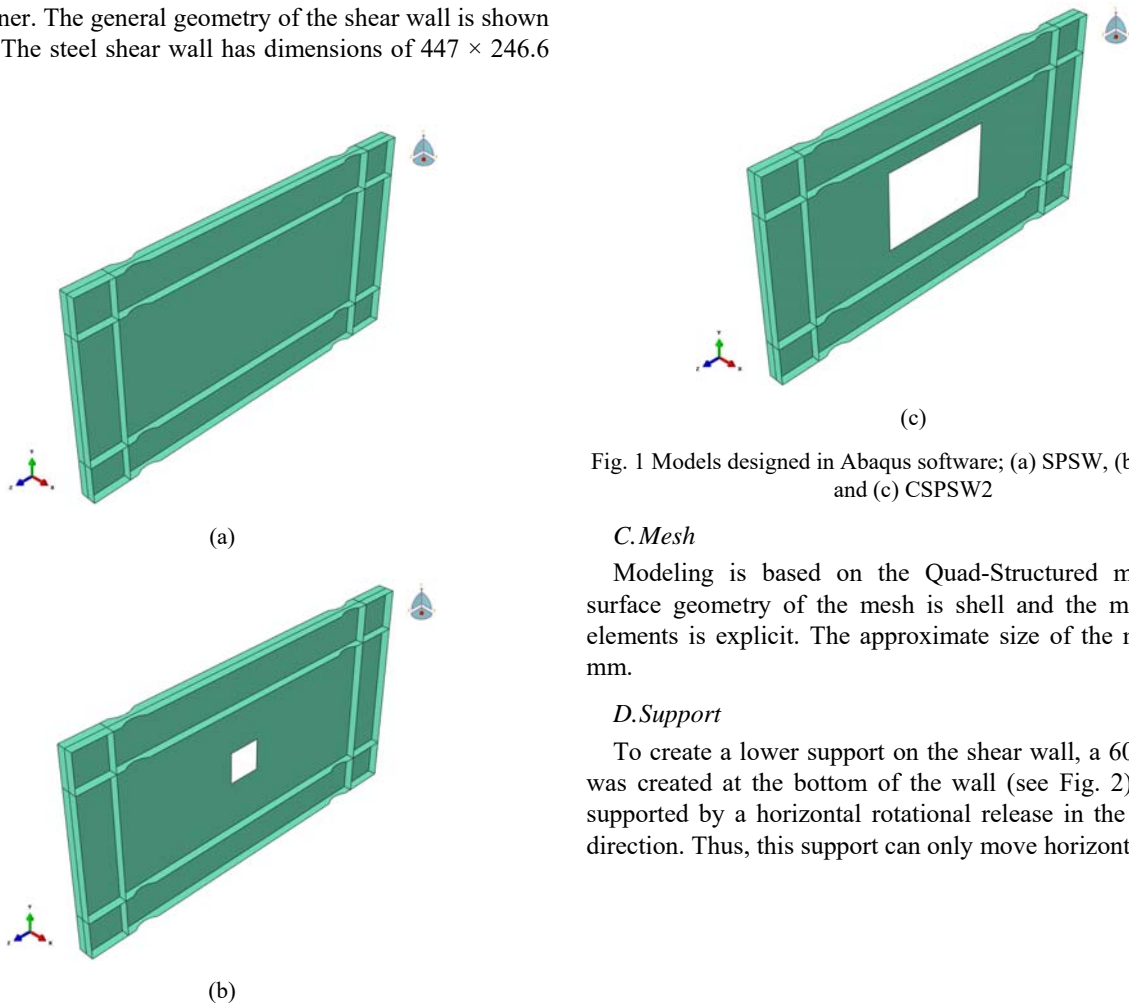 ner. The general geometry of the shear wall is shown
The steel shear wall has dimensions of 447 × 246.6
(a)
(b)
(c)
Fig. 1 Models designed in Abaqus software; (a) SPSW, (b
and (c) CSPSW2
C.Mesh
Modeling is based on the Quad-Structured m
surface geometry of the mesh is shell and the m
elements is explicit. The approximate size of the
mm.
D.Support
To create a lower support on the shear wall, a 60
was created at the bottom of the wall (see Fig. 2)
supported by a horizontal rotational release in the
direction. Thus, this support can only move horizont